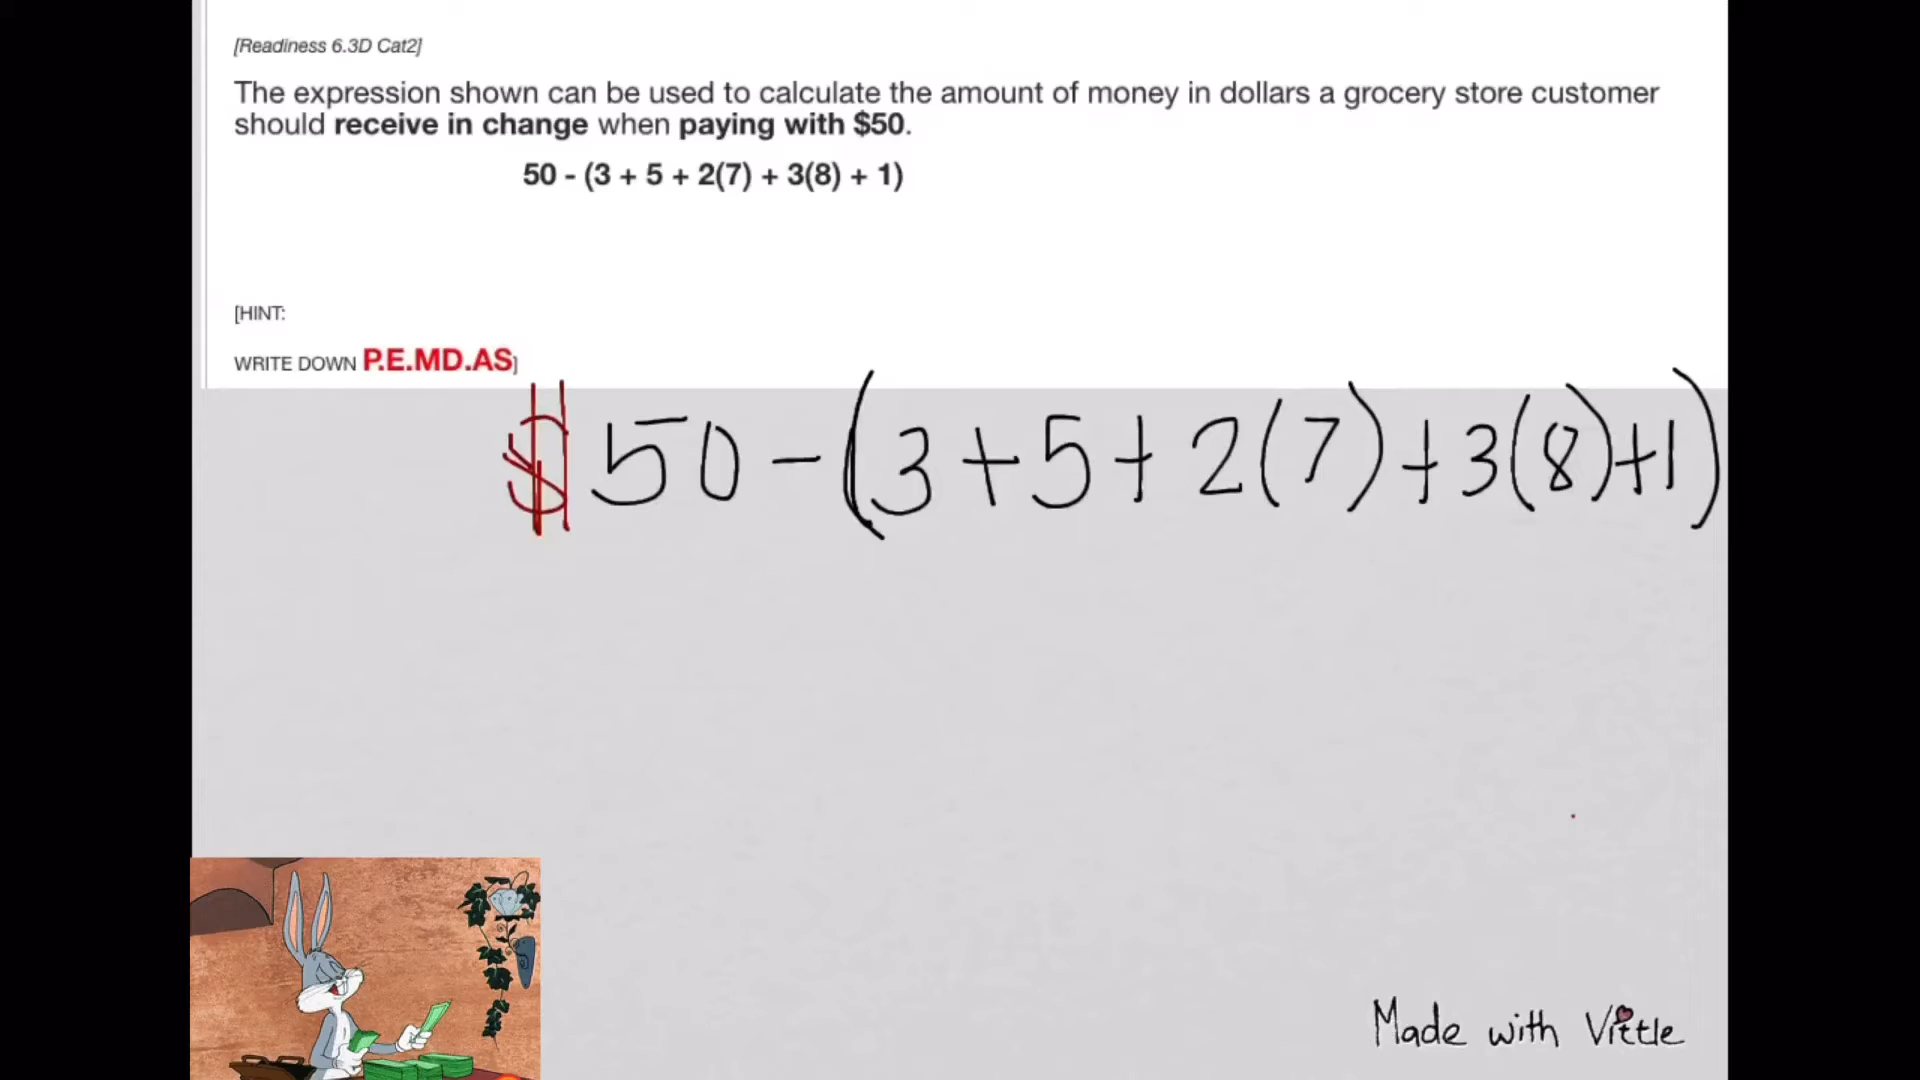 [Readiness 6.3D Cat2]
The expression shown can be used to calculate the amount of money in dollars a grocery store customer
should receive in change when paying with $50.
50 - (3 + 5 + 2(7) + 3(8) + 1)
[HINT:
WRITE DOWN P.E.MD.AS]
$50-(3+5+2(7)+3(8)+1)
Made with Vittle